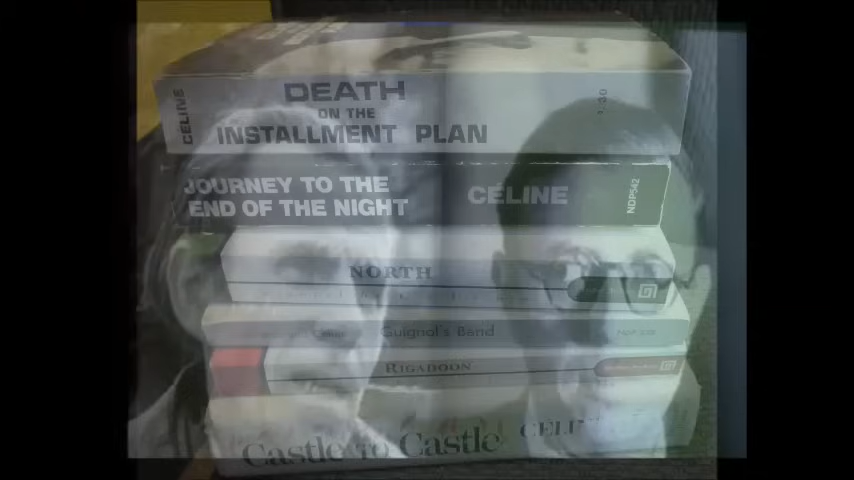 CÉLINE
DEATH
ON THE
INSTALLMENT PLAN
JOURNEY TO THE
END OF THE NIGHT
CÉLINE
NDP542
NORTH
Guignol's Band
RIGADOON
Castle to Castle